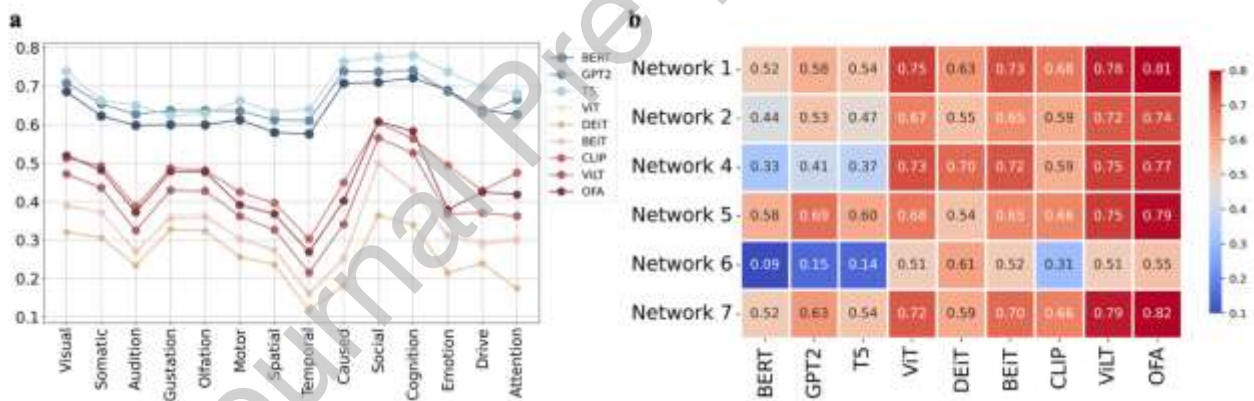 a
b
0.8
0.7
0.6
0.5
0.4
0.3
0.2
0.1
Visual
Somatic
Audition
Gustation
Olfation
Motor
Spatial
Temporal
Caused
Social
Cognition
Emotion
Drive
Attention
BERT
GPT2
T5
ViT
DEiT
BEiT
CLIP
ViLT
OFA
Network 1 0.52 0.58 0.54 0.75 0.63 0.73 0.68 0.78 0.81
Network 2 0.44 0.53 0.47 0.67 0.55 0.65 0.59 0.72 0.74
Network 4 0.33 0.41 0.37 0.73 0.70 0.72 0.59 0.75 0.77
Network 5 0.58 0.69 0.60 0.68 0.54 0.65 0.66 0.75 0.79
Network 6 0.09 0.15 0.14 0.51 0.61 0.52 0.31 0.51 0.55
Network 7 0.52 0.63 0.54 0.72 0.59 0.70 0.66 0.79 0.82
BERT GPT2 T5 ViT DEiT BEiT CLIP ViLT OFA
0.8
0.7
0.6
0.5
0.4
0.3
0.2
0.1
ournal Pre